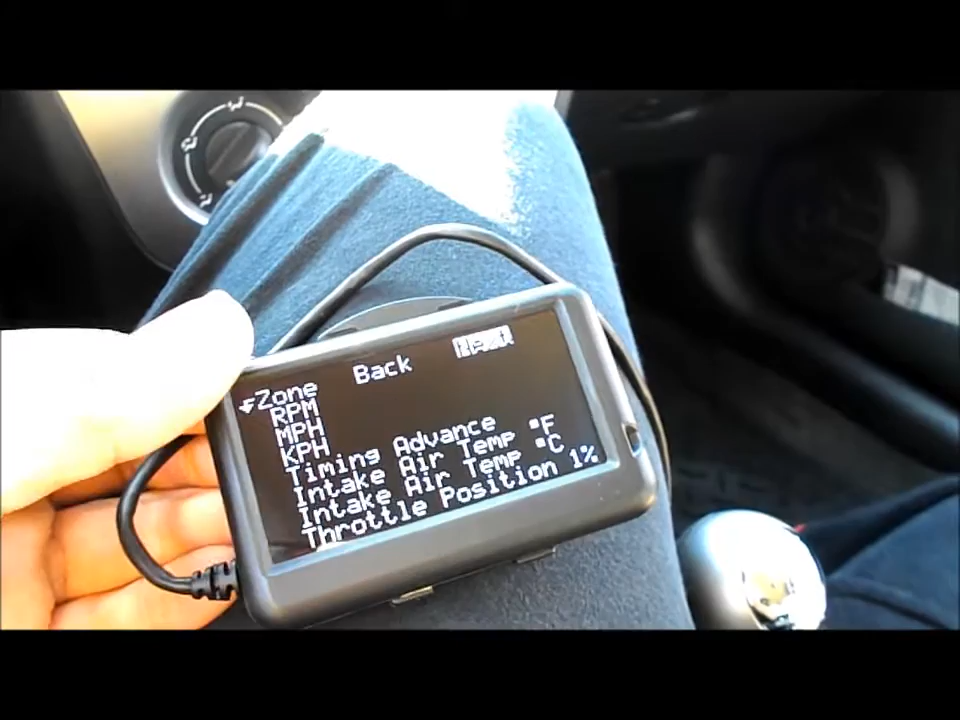 Back
Zone
RPM
MPH
KPH
Timing Advance
Intake Air Temp °F
Intake Air Temp °C
Throttle Position 1%